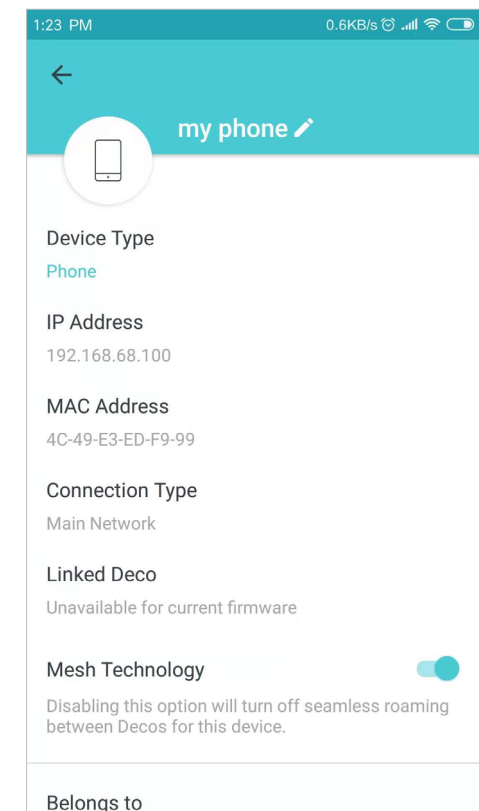 1:23 PM 0.6KB/s
my phone
Device Type
Phone
IP Address
192.168.68.100
MAC Address
4C-49-E3-ED-F9-99
Connection Type
Main Network
Linked Deco
Unavailable for current firmware
Mesh Technology
Disabling this option will turn off seamless roaming
between Decos for this device.
Belongs to